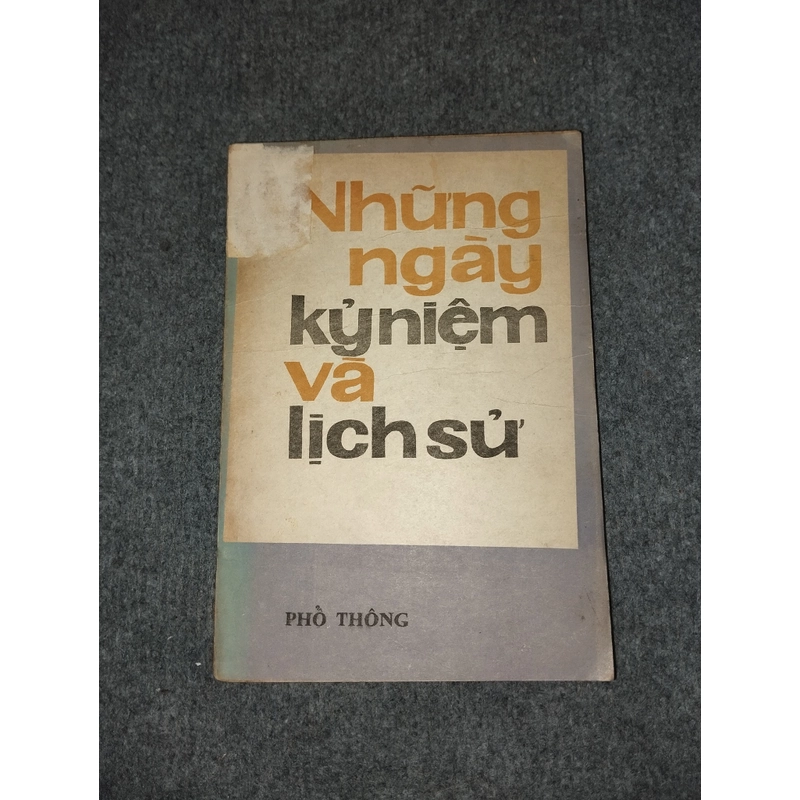 Những
ngày
kỷ niệm
và
lịch sử
PHỔ THÔNG